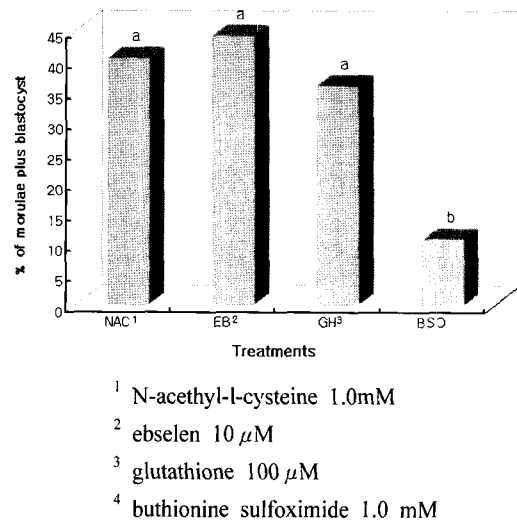 % of morulae plus blastocyst
45
40
35
30
25
20
15
10
5
0
a
a
a
b
NAC¹
EB²
GH³
Treatments
¹ N-acethyl-l-cysteine 1.0mM
² ebselen 10 μM
³ glutathione 100 μM
⁴ buthionine sulfoximide 1.0 mM